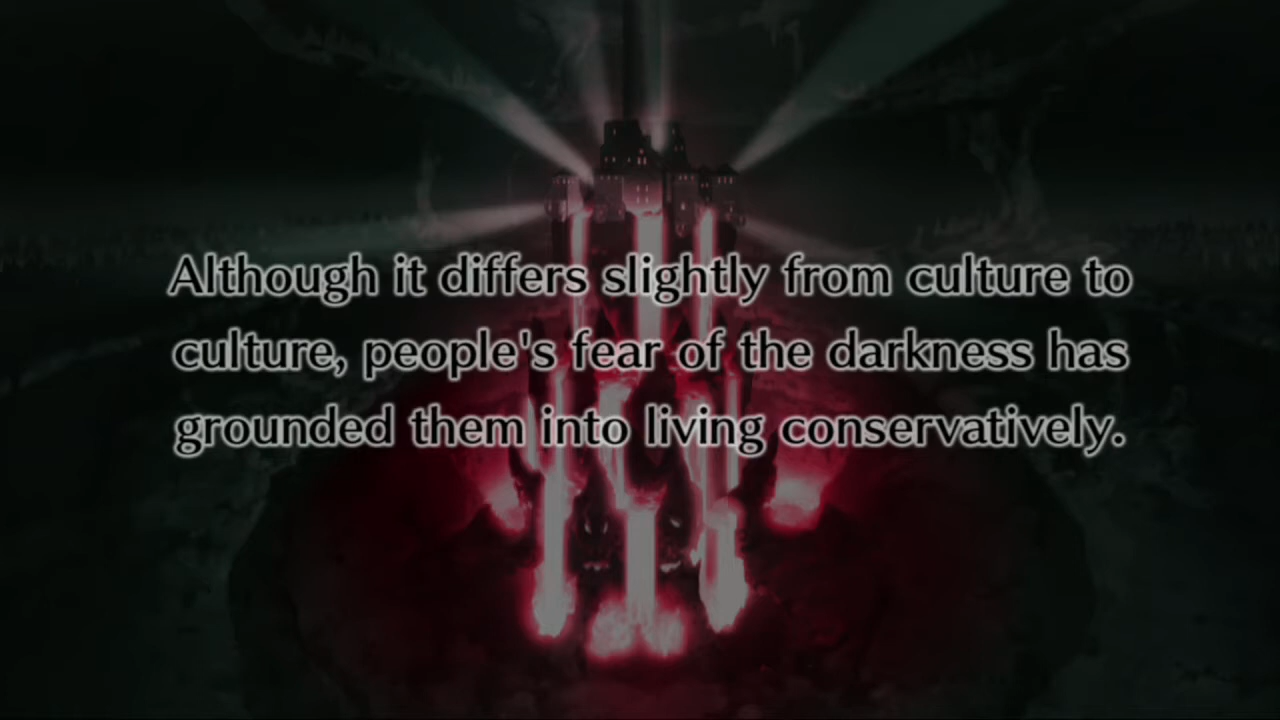 Although it differs slightly from culture to
culture, people's fear of the darkness has
grounded them into living conservatively.